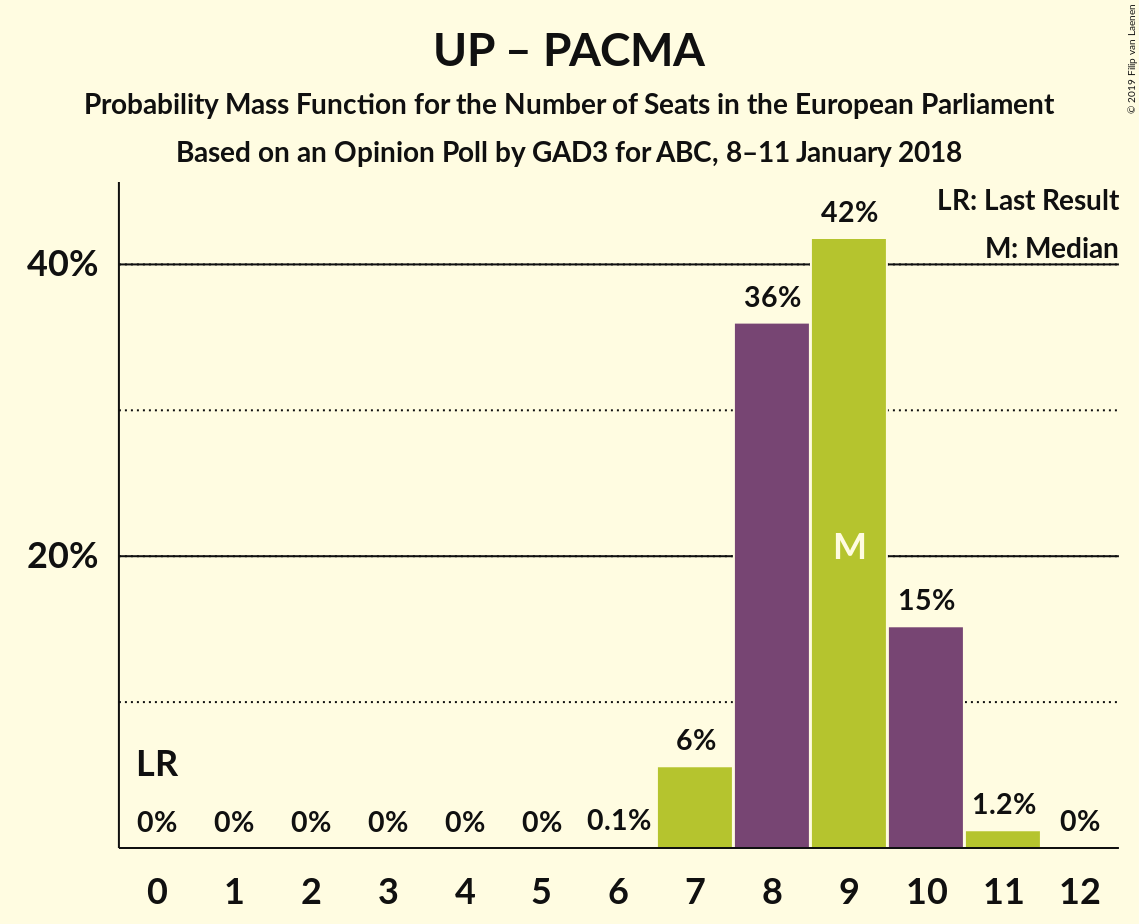 UP – PACMA
Probability Mass Function for the Number of Seats in the European Parliament
Based on an Opinion Poll by GAD3 for ABC, 8–11 January 2018
© 2019 Filip van Laenen
LR: Last Result
M: Median
40%
20%
LR
0%
0%
0%
0%
0%
0%
0.1%
6%
36%
42%
M
15%
1.2%
0%
0 1 2 3 4 5 6 7 8 9 10 11 12